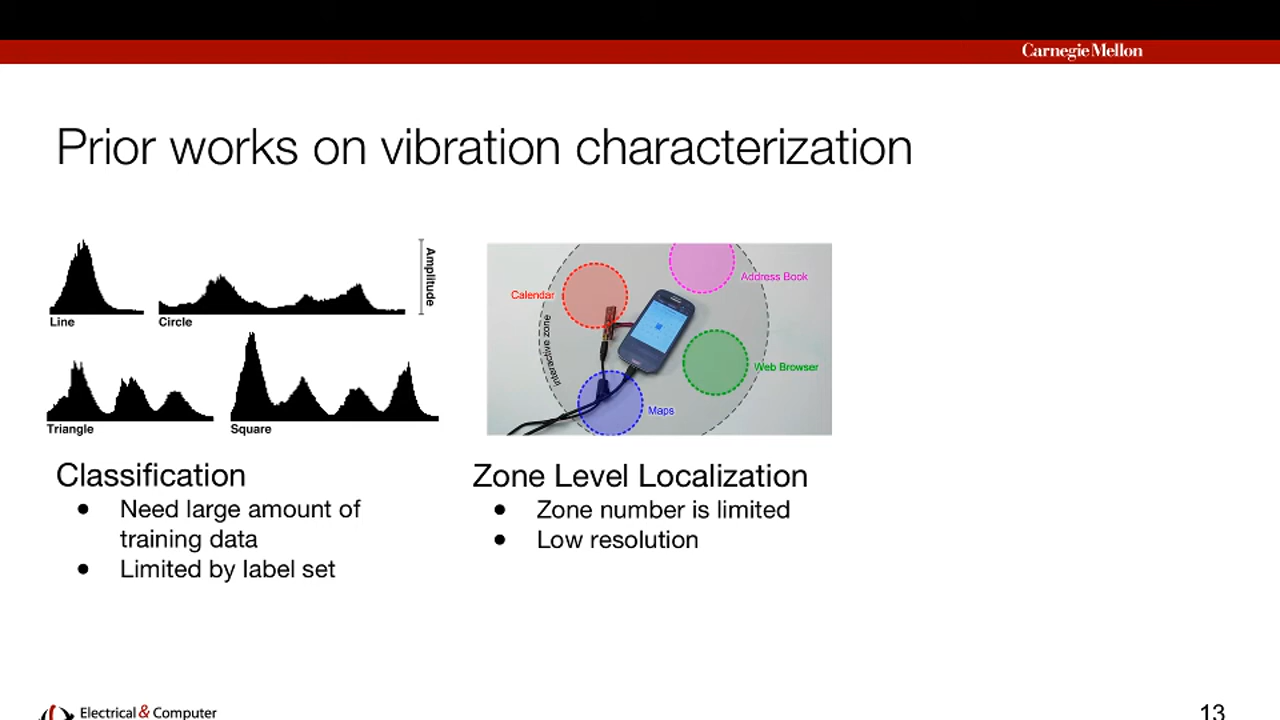 Carnegie Mellon
Prior works on vibration characterization
Amplitude
Line
Circle
Triangle
Square
Calendar
Address Book
Interactive zone
Web Browser
Maps
Classification
● Need large amount of
training data
● Limited by label set
Zone Level Localization
● Zone number is limited
● Low resolution
Electrical & Computer
13